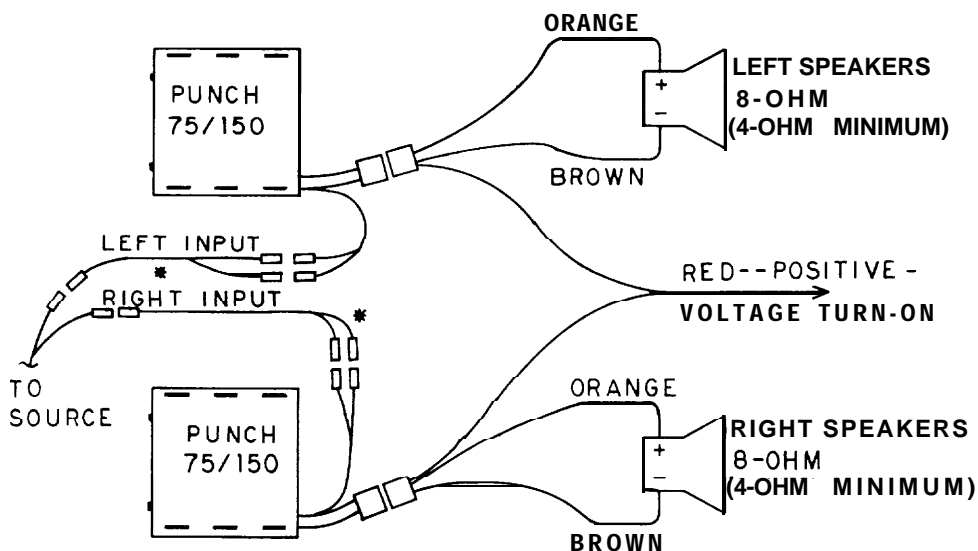 ORANGE
PUNCH
75/150
LEFT SPEAKERS
8-OHM
(4-OHM MINIMUM)
+
–
BROWN
LEFT INPUT
*
RIGHT INPUT
*
RED--POSITIVE-
VOLTAGE TURN-ON
TO
SOURCE
ORANGE
PUNCH
75/150
RIGHT SPEAKERS
8-OHM
(4-OHM MINIMUM)
+
–
BROWN